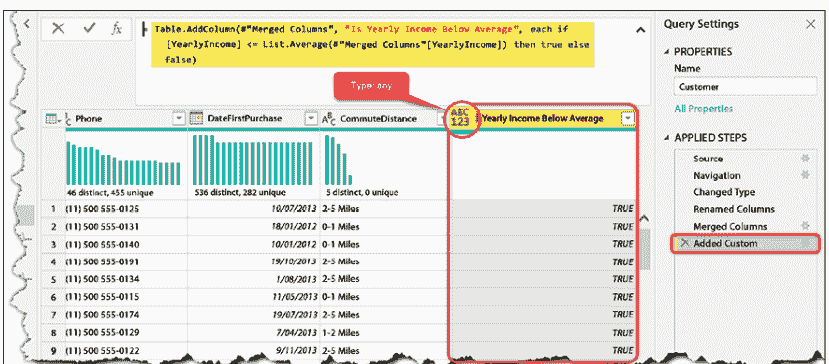 Table.AddColumn(#"Merged Columns", "Is Yearly Income Below Average", each if
[YearlyIncome] <= List.Average(#"Merged Columns"[YearlyIncome]) then true else
false)
Query Settings
PROPERTIES
Name
Customer
All Properties
APPLIED STEPS
Source
Navigation
Changed Type
Renamed Columns
Merged Columns
Added Custom
Type: any
Phone DateFirstPurchase ABC CommuteDistance ABC 123 Yearly Income Below Average
46 distinct, 455 unique 536 distinct, 282 unique 5 distinct, 0 unique
1 (11) 500 555-0125 10/07/2013 2-5 Miles TRUE
2 (11) 500 555-0131 18/01/2012 0-1 Miles TRUE
3 (11) 500 555-0140 10/01/2012 0-1 Miles TRUE
4 (11) 500 555-0191 19/10/2013 2-5 Miles TRUE
5 (11) 500 555-0134 1/08/2013 2-5 Miles TRUE
6 (11) 500 555-0115 11/05/2013 0-1 Miles TRUE
7 (11) 500 555-0174 19/07/2013 2-5 Miles TRUE
8 (11) 500 555-0129 7/04/2013 1-2 Miles TRUE
9 (11) 500 555-0122 9/11/2013 2-5 Miles TRUE